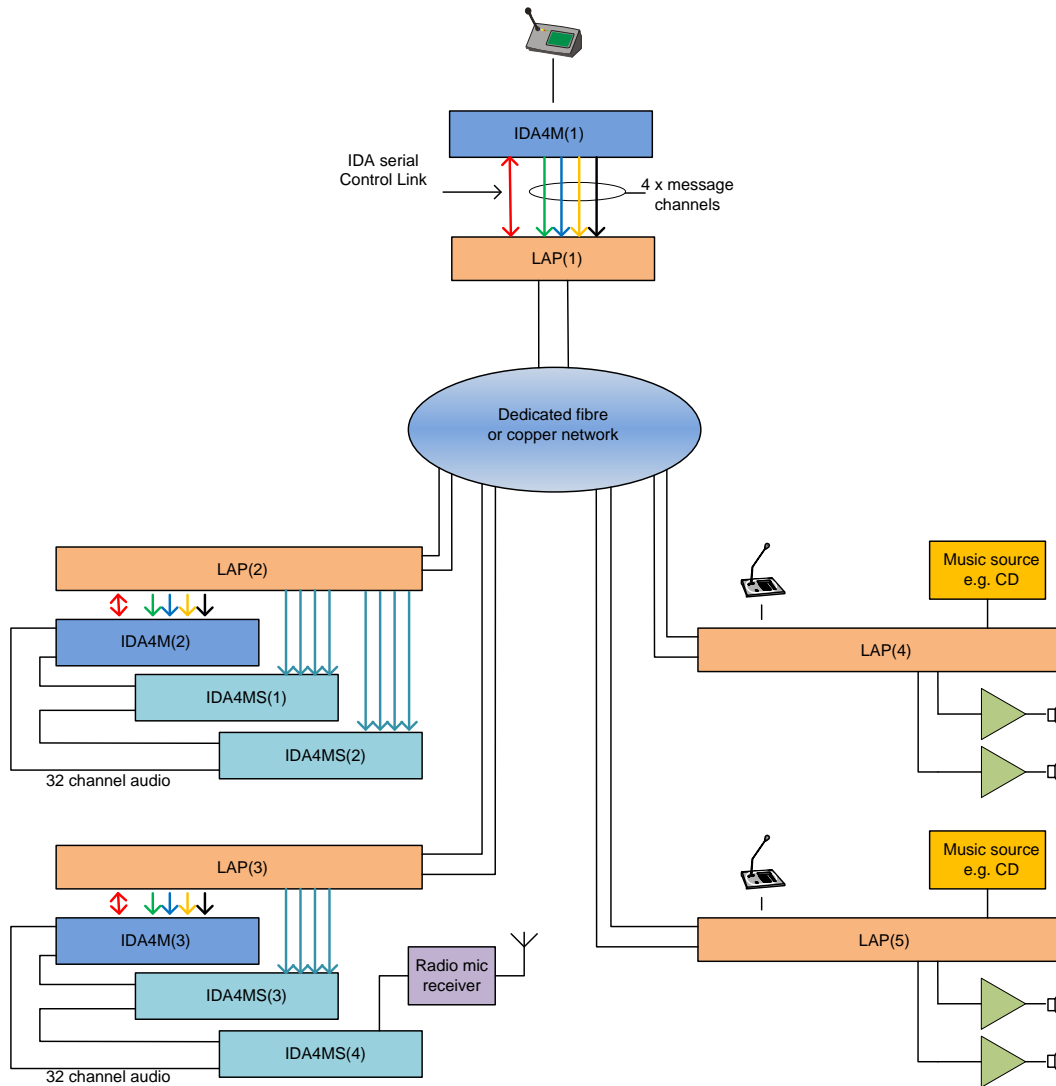 IDA4M(1)
IDA serial
Control Link
4 x message
channels
LAP(1)
Dedicated fibre
or copper network
LAP(2)
IDA4M(2)
IDA4MS(1)
IDA4MS(2)
32 channel audio
Music source
e.g. CD
LAP(4)
LAP(3)
IDA4M(3)
IDA4MS(3)
IDA4MS(4)
32 channel audio
Radio mic
receiver
Music source
e.g. CD
LAP(5)